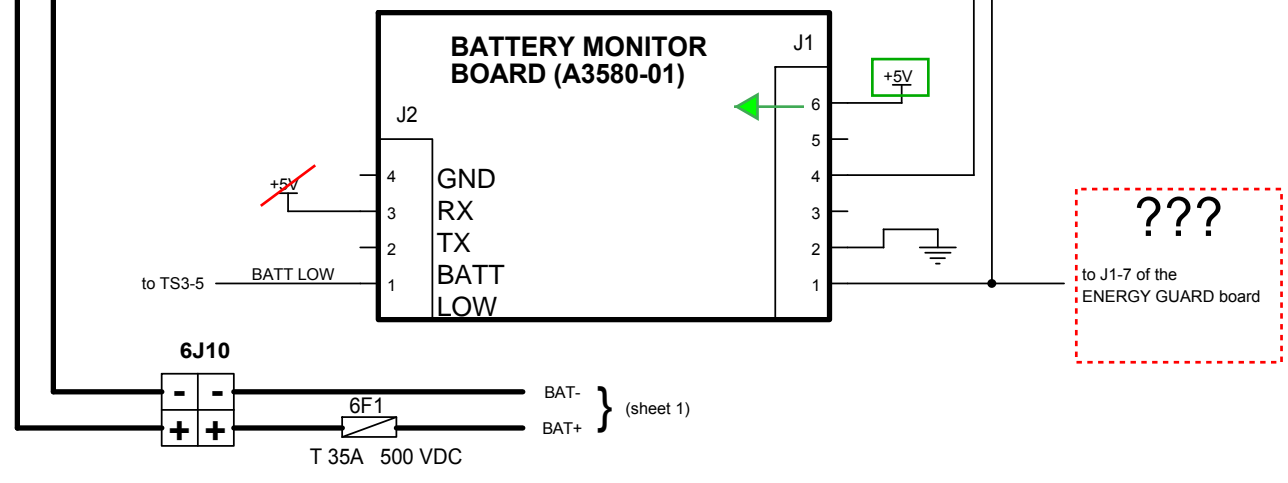 BATTERY MONITOR
BOARD (A3580-01)
J1
+5V
6
J2
5
+5V
4
GND
4
???
3
RX
3
2
TX
2
to TS3-5
BATT LOW
1
BATT
LOW
1
to J1-7 of the
ENERGY GUARD board
6J10
- -
BAT-
}
(sheet 1)
6F1
+ +
BAT+
T 35A 500 VDC